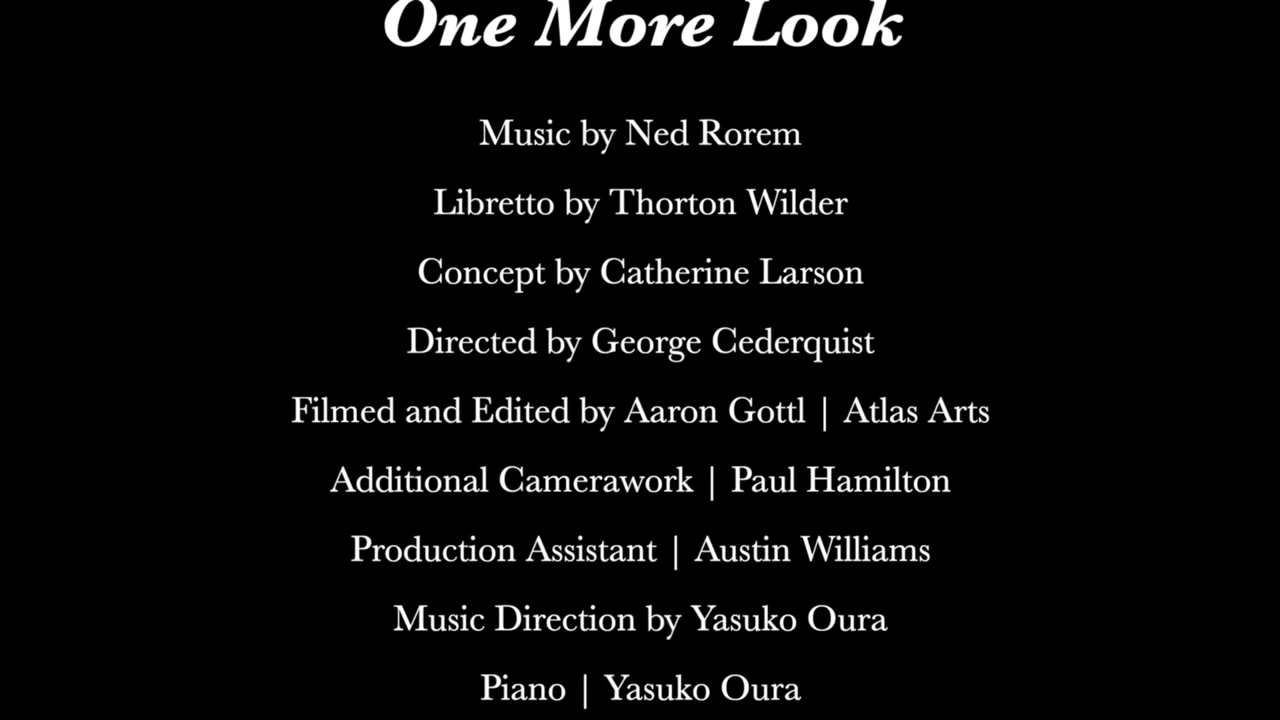 One More Look
Music by Ned Rorem
Libretto by Thorton Wilder
Concept by Catherine Larson
Directed by George Cederquist
Filmed and Edited by Aaron Gottl | Atlas Arts
Additional Camerawork | Paul Hamilton
Production Assistant | Austin Williams
Music Direction by Yasuko Oura
Piano | Yasuko Oura